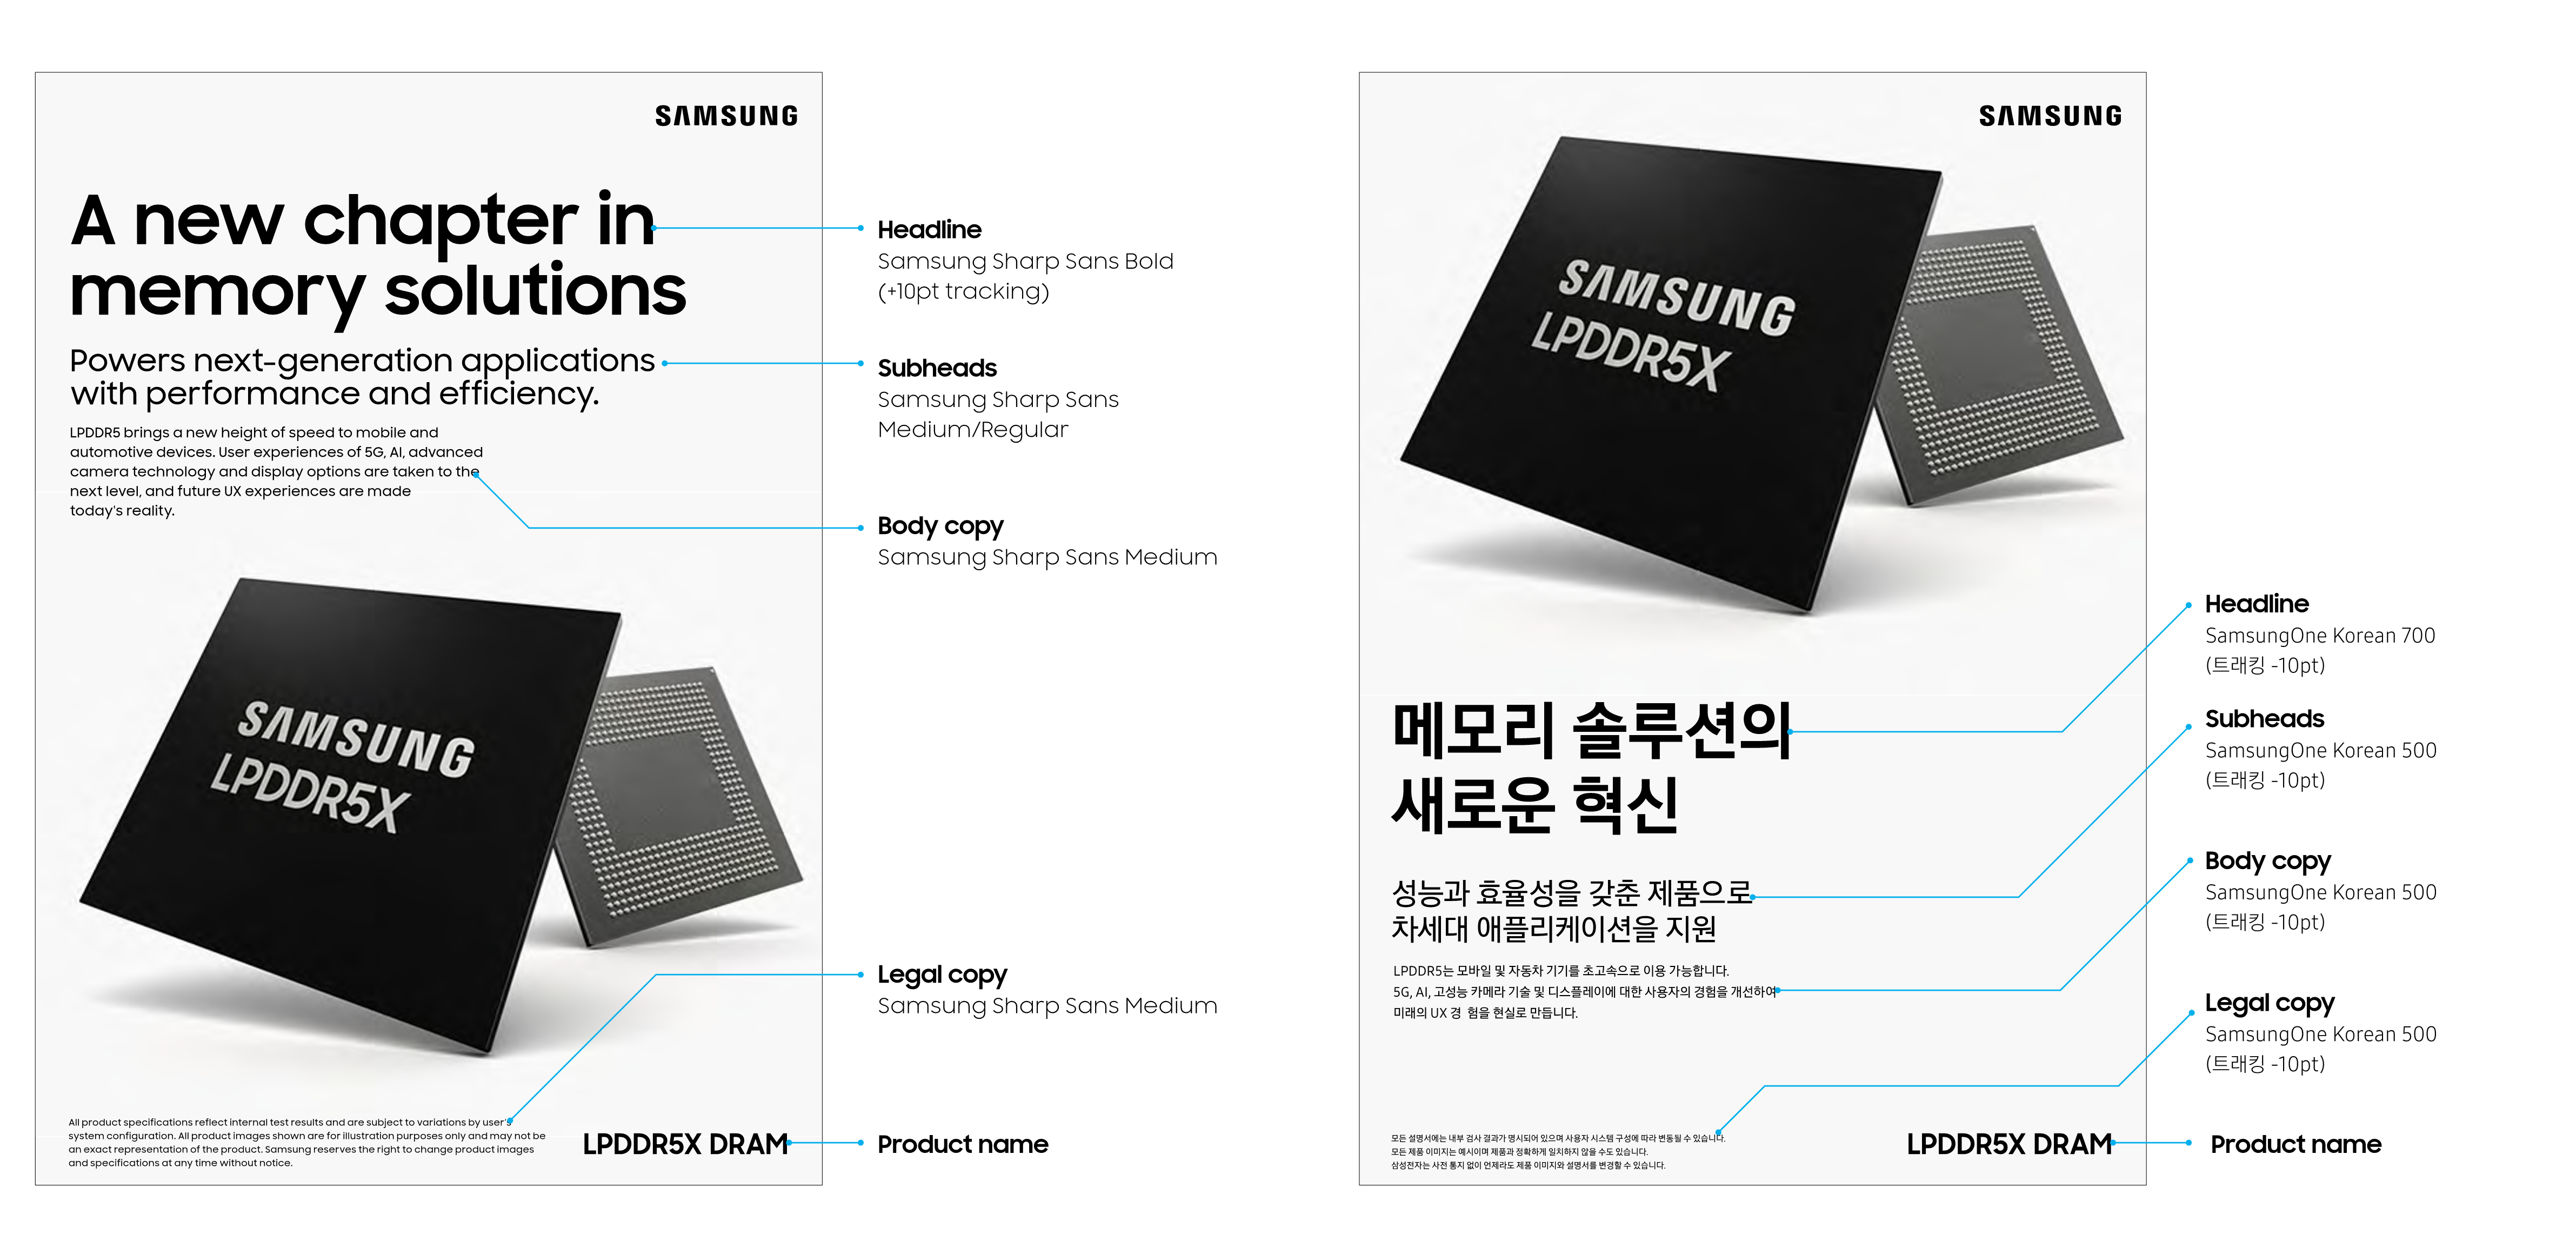 SAMSUNG
A new chapter in
memory solutions
Powers next-generation applications
with performance and efficiency.
LPDDR5 brings a new height of speed to mobile and
automotive devices. User experiences of 5G, AI, advanced
camera technology and display options are taken to the
next level, and future UX experiences are made
today's reality.
SAMSUNG
LPDDR5X
All product specifications reflect internal test results and are subject to variations by user's
system configuration. All product images shown are for illustration purposes only and may not be
an exact representation of the product. Samsung reserves the right to change product images
and specifications at any time without notice.
LPDDR5X DRAM
Headline
Samsung Sharp Sans Bold
(+10pt tracking)
Subheads
Samsung Sharp Sans
Medium/Regular
Body copy
Samsung Sharp Sans Medium
Legal copy
Samsung Sharp Sans Medium
Product name
SAMSUNG
SAMSUNG
LPDDR5X
메모리 솔루션의
새로운 혁신
성능과 효율성을 갖춘 제품으로
차세대 애플리케이션을 지원
LPDDR5는 모바일 및 자동차 기기를 초고속으로 이용 가능합니다.
5G, AI, 고성능 카메라 기술 및 디스플레이에 대한 사용자의 경험을 개선하여
미래의 UX 경 험을 현실로 만듭니다.
모든 설명서에는 내부 검사 결과가 명시되어 있으며 사용자 시스템 구성에 따라 변동될 수 있습니다.
모든 제품 이미지는 예시이며 제품과 정확하게 일치하지 않을 수도 있습니다.
삼성전자는 사전 통지 없이 언제라도 제품 이미지와 설명서를 변경할 수 있습니다.
LPDDR5X DRAM
Headline
SamsungOne Korean 700
(트래킹 -10pt)
Subheads
SamsungOne Korean 500
(트래킹 -10pt)
Body copy
SamsungOne Korean 500
(트래킹 -10pt)
Legal copy
SamsungOne Korean 500
(트래킹 -10pt)
Product name